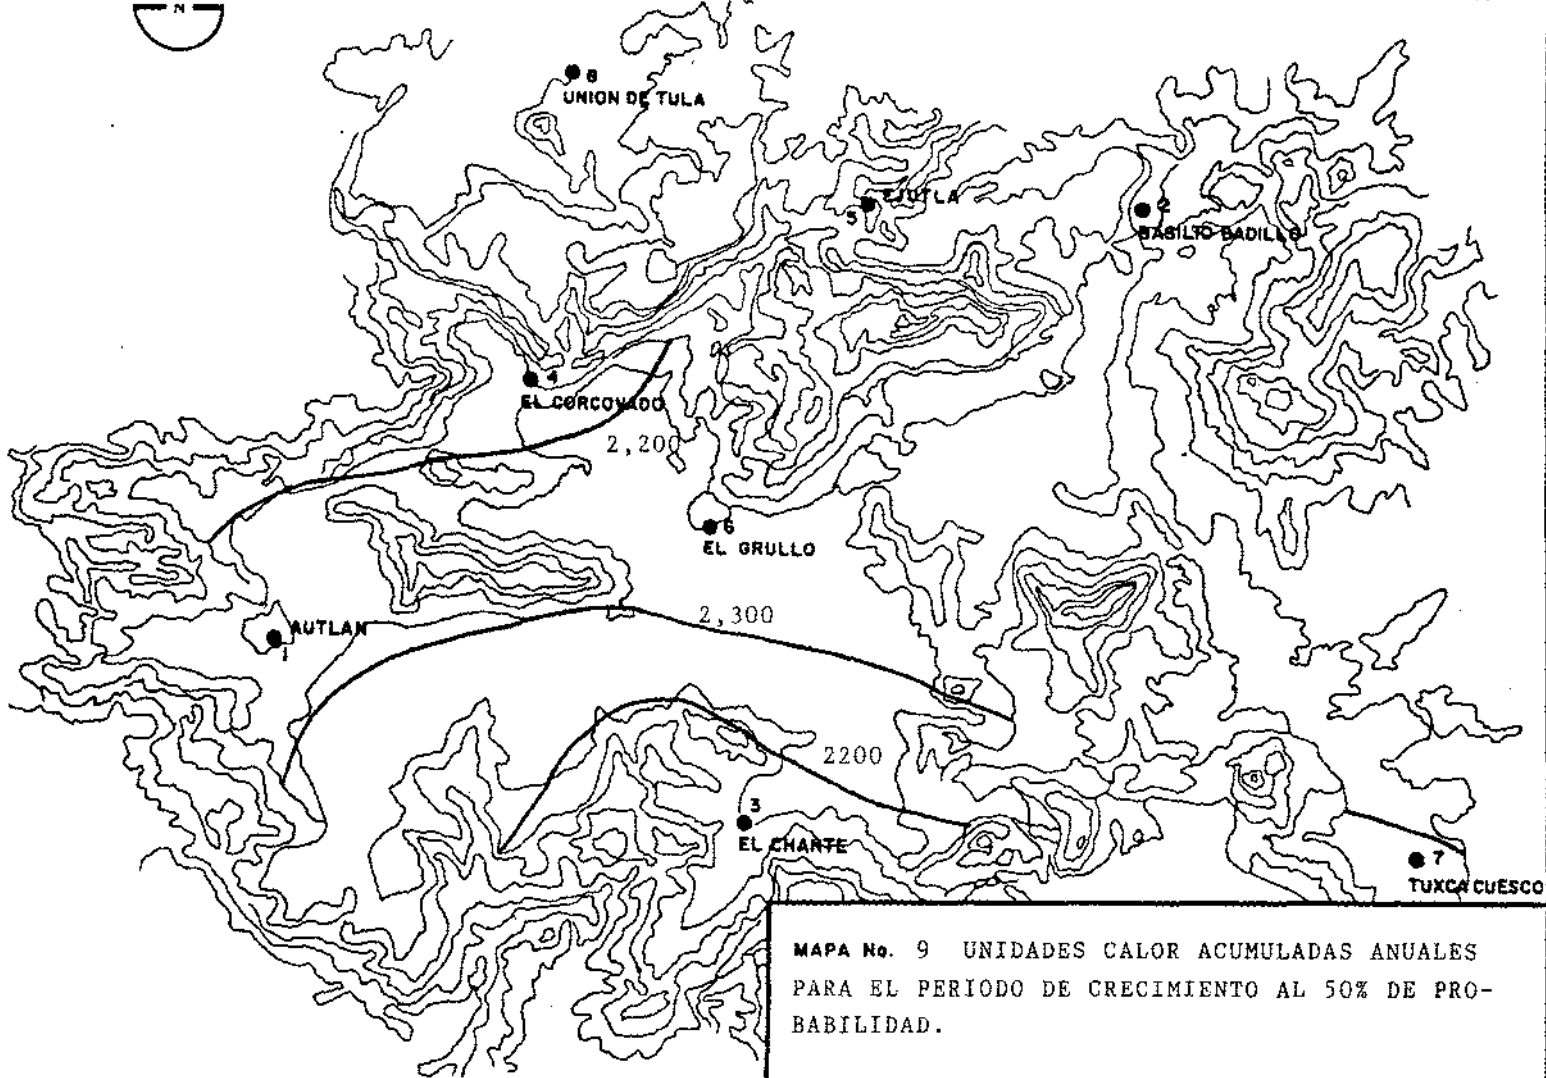 N
8
UNION DE TULA
EJUTLA
5
2
BASILIO BADILLO
4
EL CORCOVADO
2,200
6
EL GRULLO
2,300
AUTLAN
1
2200
3
EL CHANTE
7
TUXCACUESCO
MAPA No. 9 UNIDADES CALOR ACUMULADAS ANUALES
PARA EL PERIODO DE CRECIMIENTO AL 50% DE PRO-
BABILIDAD.